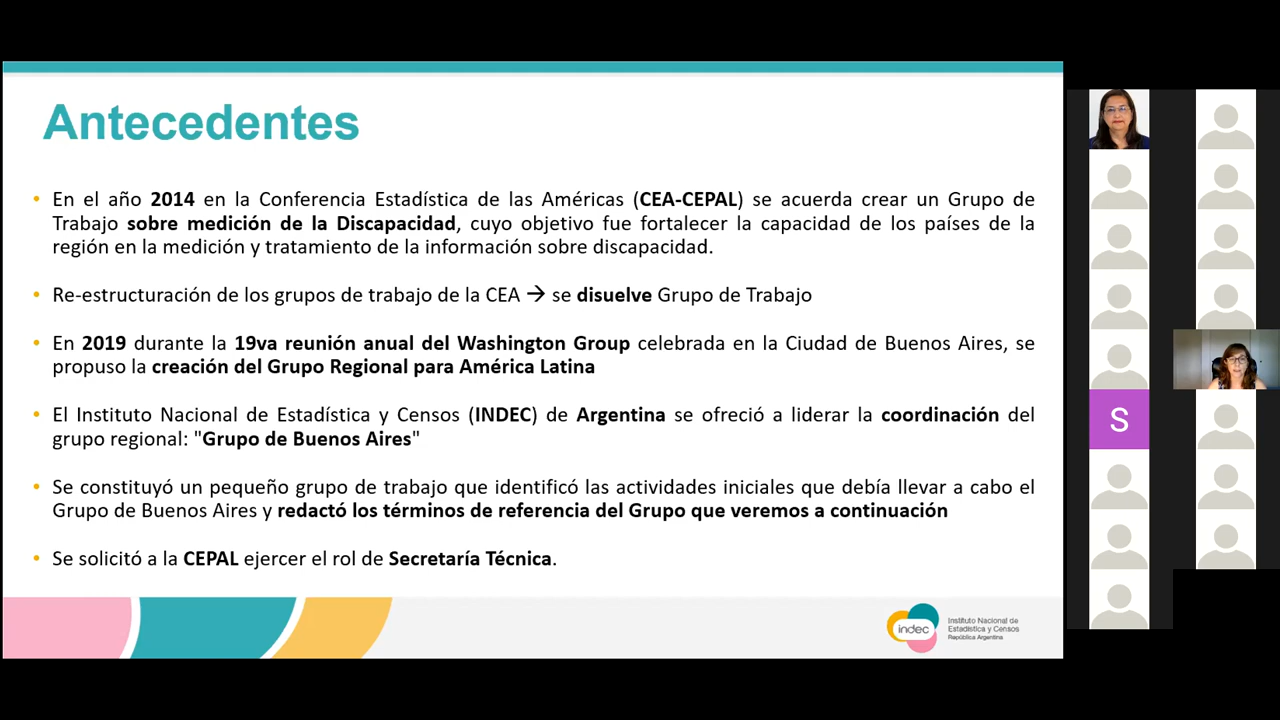 Antecedentes
• En el año 2014 en la Conferencia Estadística de las Américas (CEA-CEPAL) se acuerda crear un Grupo de
Trabajo sobre medición de la Discapacidad, cuyo objetivo fue fortalecer la capacidad de los países de la
región en la medición y tratamiento de la información sobre discapacidad.
• Re-estructuración de los grupos de trabajo de la CEA → se disuelve Grupo de Trabajo
• En 2019 durante la 19va reunión anual del Washington Group celebrada en la Ciudad de Buenos Aires, se
propuso la creación del Grupo Regional para América Latina
• El Instituto Nacional de Estadística y Censos (INDEC) de Argentina se ofreció a liderar la coordinación del
grupo regional: "Grupo de Buenos Aires"
• Se constituyó un pequeño grupo de trabajo que identificó las actividades iniciales que debía llevar a cabo el
Grupo de Buenos Aires y redactó los términos de referencia del Grupo que veremos a continuación
• Se solicitó a la CEPAL ejercer el rol de Secretaría Técnica.
indec
Instituto Nacional de
Estadística y Censos
República Argentina
S